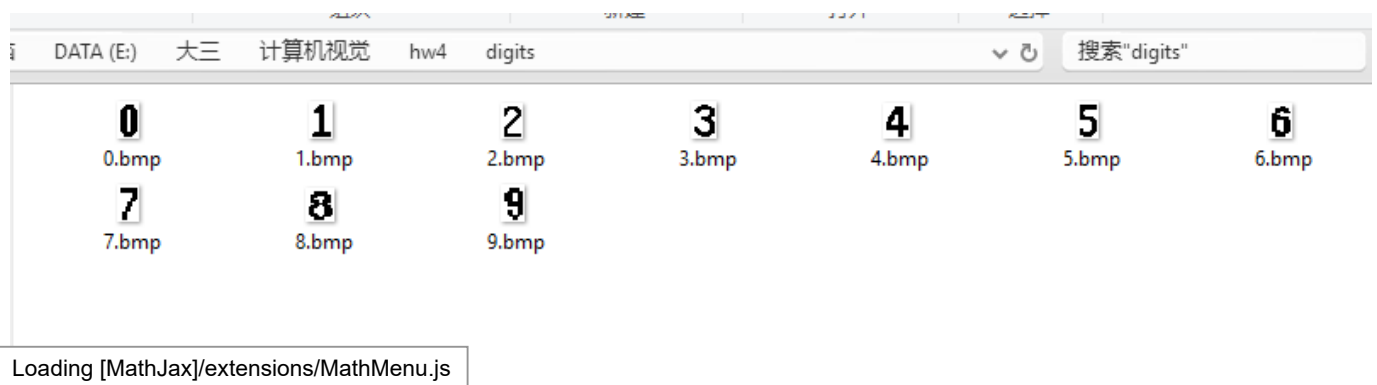 DATA (E:) 大三 计算机视觉 hw4 digits 搜索"digits"
0 1 2 3 4 5 6
0.bmp 1.bmp 2.bmp 3.bmp 4.bmp 5.bmp 6.bmp
7 8 9
7.bmp 8.bmp 9.bmp
Loading [MathJax]/extensions/MathMenu.js